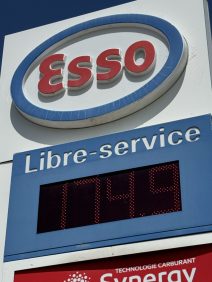 Esso
Libre-service
174.9
TECHNOLOGIE CARBURANT
Synergy